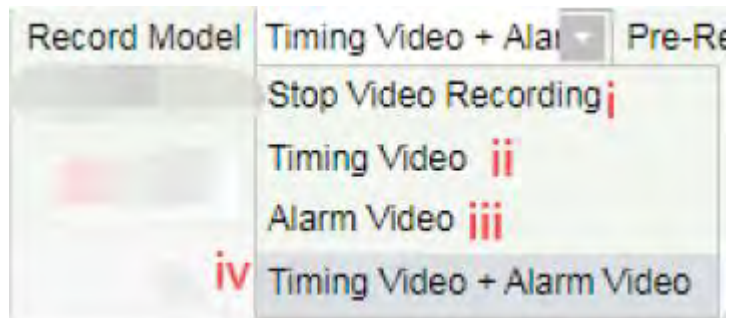 Record Model Timing Video + Alar Pre-Re
Stop Video Recording i
Timing Video ii
Alarm Video iii
iv Timing Video + Alarm Video